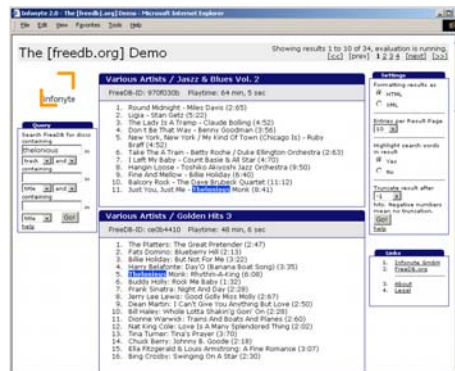 Infonyte 2.0 - The [freedb.org] Demo - Microsoft Internet Explorer
File Edit View Favorites Tools Help
The [freedb.org] Demo
Showing results 1 to 10 of 34, evaluation is running.
[<<] [prev] 1 2 3 4 [next] [>>]
infonyte
Query
Search FreeDB for discs
containing
thelonious in
track and
containing
in
title and
containing
in
title Go!
help
Various Artists / Jaszz & Blues Vol. 2
FreeDB-ID: 970f030b Playtime: 64 min, 5 sec
1. Round Midnight - Miles Davis (2:65)
2. Ligia - Stan Getz (5:22)
3. The Lady Is A Tramp - Claude Bolling (4:52)
4. Don't Be That Way - Benny Goodman (3:56)
5. New York, New York / My Kind Of Town (Chicago Is) - Ruby
Braff (4:52)
6. Take The A Train - Betty Roche / Duke Ellington Orchestra (2:63)
7. I Left My Baby - Count Basie & All Star (4:70)
8. Hangin Loose - Toshiko Akiyoshi Jazz Orchestra (9:50)
9. Fine And Mellow - Billie Holiday (6:40)
10. Balcony Rock - The Dave Brubeck Quartet (11:12)
11. Just You, Just Me - Thelonious Monk (8:41)
Various Artists / Golden Hits 3
FreeDB-ID: ce0b4410 Playtime: 48 min, 6 sec
1. The Platters: The Great Pretender (2:47)
2. Fats Domino: Blueberry Hill (2:13)
3. Billie Holiday: But Not For Me (3:22)
4. Harry Belafonte: Day'O (Banana Boat Song) (3:35)
5. Thelonious Monk: Rhythm-A-King (6:08)
6. Buddy Holly: Rock Me Baby (1:32)
7. Frank Sinatra: Night And Day (2:28)
8. Jerry Lee Lewis: Good Golly Miss Molly (2:67)
9. Dean Martin: I Can't Give You Anything But Love (2:50)
10. Bill Haley: Whole Lotta Shakin'g Goin' On (2:28)
11. Dionne Warwick: Trains And Boats And Planes (2:60)
12. Nat King Cole: Love Is A Many Splendored Thing (2:02)
13. Tina Turner: Tina's Prayer (3:70)
14. Chuck Berry: Johnny B. Goode (2:18)
15. Ella Fitzgerald & Louis Armstrong: A Fine Romance (3:07)
16. Bing Crosby: Swinging On A Star (2:30)
Settings
Formatting results as
HTML
XML
Entries per Result Page
10
Highlight search words
in result
Yes
No
Truncate result after
-1
hits. Negative numbers
mean no truncation.
Go!
help
Links
1. Infonyte GmbH
2. FreeDB.org
3. About
4. Legal